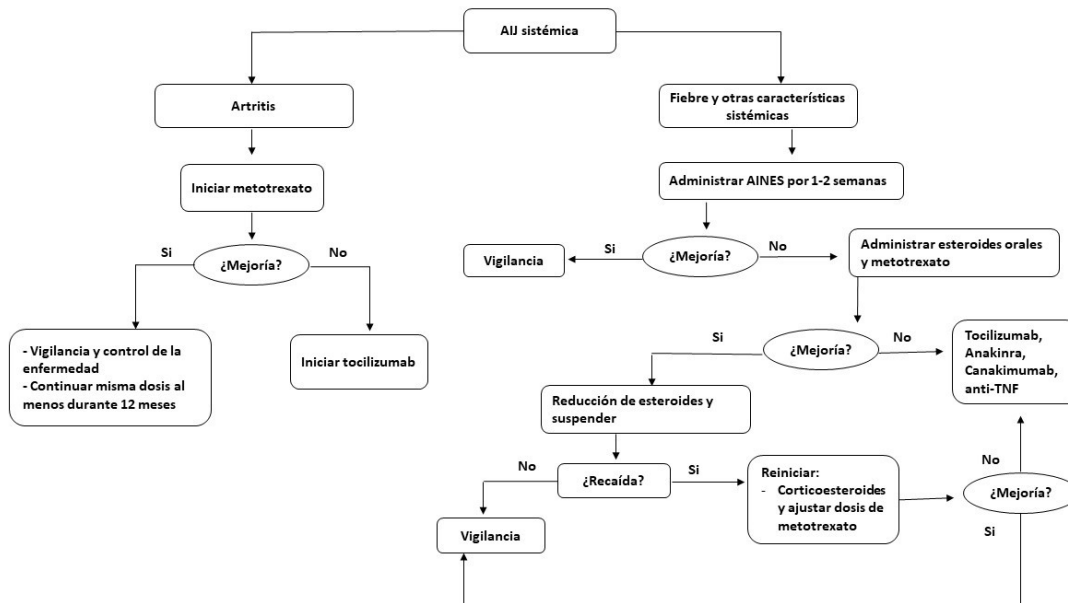 AIJ sistémica
Artritis
Fiebre y otras características
sistémicas
Iniciar metotrexato
Administrar AINES por 1-2 semanas
Si
¿Mejoría?
No
Vigilancia
Si
¿Mejoría?
No
Administrar esteroides orales
y metotrexato
- Vigilancia y control de la
enfermedad
- Continuar misma dosis al
menos durante 12 meses
Iniciar tocilizumab
Si
¿Mejoría?
No
Tocilizumab,
Anakinra,
Canakimumab,
anti-TNF
Reducción de esteroides y
suspender
No
¿Recaída?
Si
Reiniciar:
- Corticoesteroides
y ajustar dosis de
metotrexato
No
¿Mejoría?
Si
Vigilancia